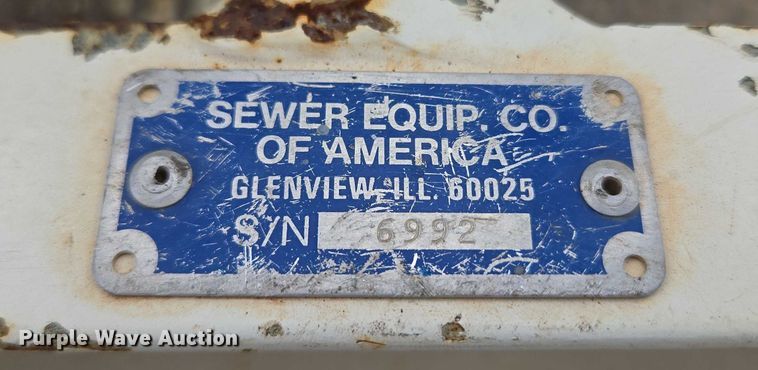 SEWER EQUIP. CO.
OF AMERICA
GLENVIEW, ILL. 60025
S/N 6992
Purple Wave Auction